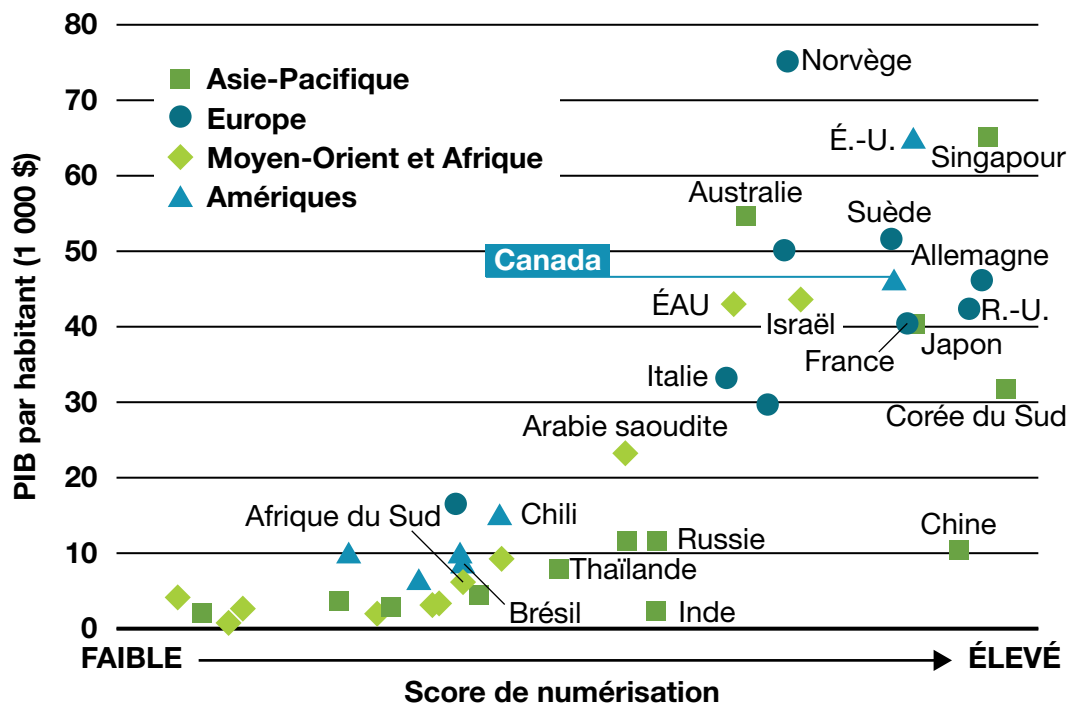 PIB par habitant (1 000 $)
80
70
60
50
40
30
20
10
0
Asie-Pacifique
Europe
Moyen-Orient et Afrique
Amériques
Norvège
É.-U.
Singapour
Australie
Suède
Canada
Allemagne
ÉAU
Israël
R.-U.
France
Japon
Italie
Corée du Sud
Arabie saoudite
Afrique du Sud
Chili
Russie
Chine
Thaïlande
Brésil
Inde
FAIBLE
ÉLEVÉ
Score de numérisation